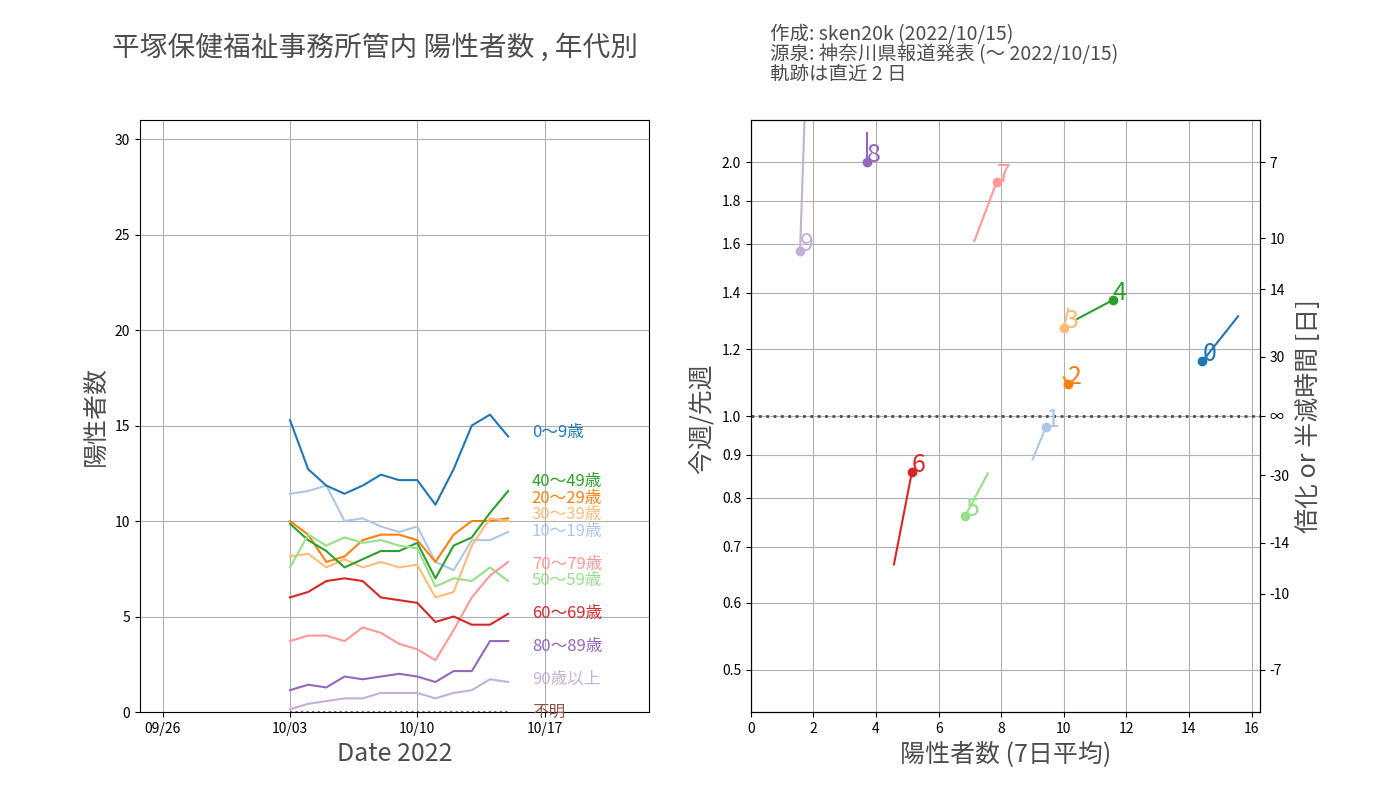 平塚保健福祉事務所管内 陽性者数 , 年代別
作成: sken20k (2022/10/15)
源泉: 神奈川県報道発表 (〜 2022/10/15)
軌跡は直近 2 日
陽性者数
30
25
20
15
10
5
0
09/26
10/03
10/10
10/17
Date 2022
0〜9歳
40〜49歳
20〜29歳
30〜39歳
10〜19歳
70〜79歳
50〜59歳
60〜69歳
80〜89歳
90歳以上
不明
今週/先週
2.0
1.8
1.6
1.4
1.2
1.0
0.9
0.8
0.7
0.6
0.5
8
7
9
4
3
0
2
1
6
5
0
2
4
6
8
10
12
14
16
陽性者数 (7日平均)
7
10
14
30
∞
-30
-14
-10
-7
倍化 or 半減時間 [日]